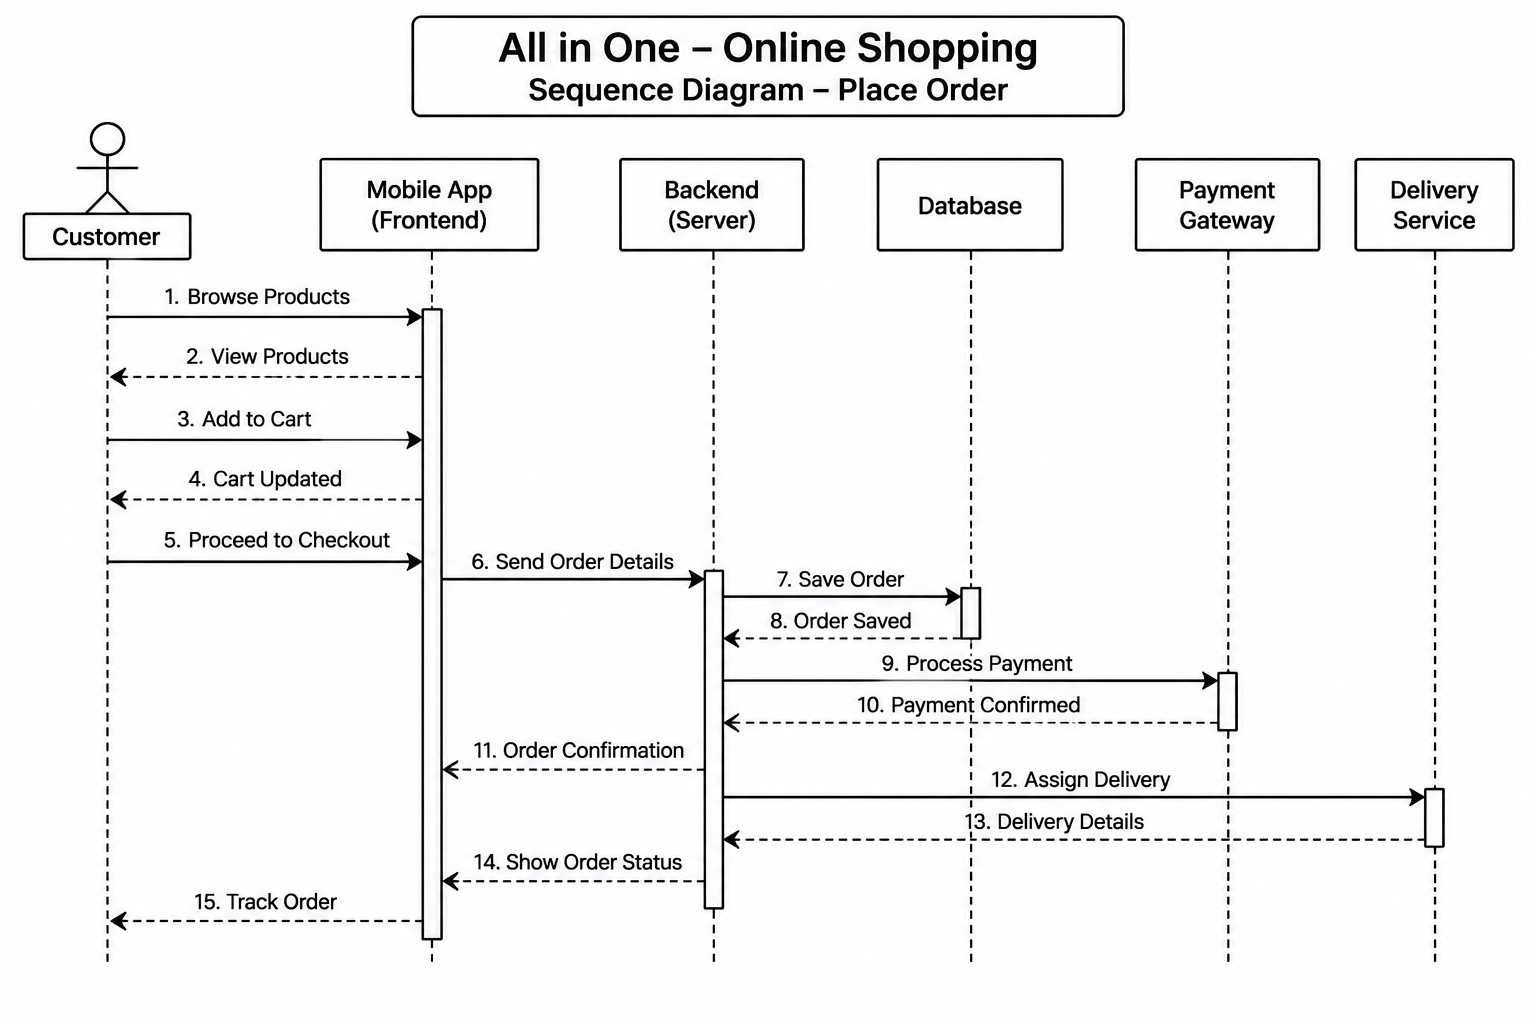 All in One – Online Shopping
Sequence Diagram – Place Order
Customer
Mobile App
(Frontend)
Backend
(Server)
Database
Payment
Gateway
Delivery
Service
1. Browse Products
2. View Products
3. Add to Cart
4. Cart Updated
5. Proceed to Checkout
6. Send Order Details
7. Save Order
8. Order Saved
9. Process Payment
10. Payment Confirmed
11. Order Confirmation
12. Assign Delivery
13. Delivery Details
14. Show Order Status
15. Track Order